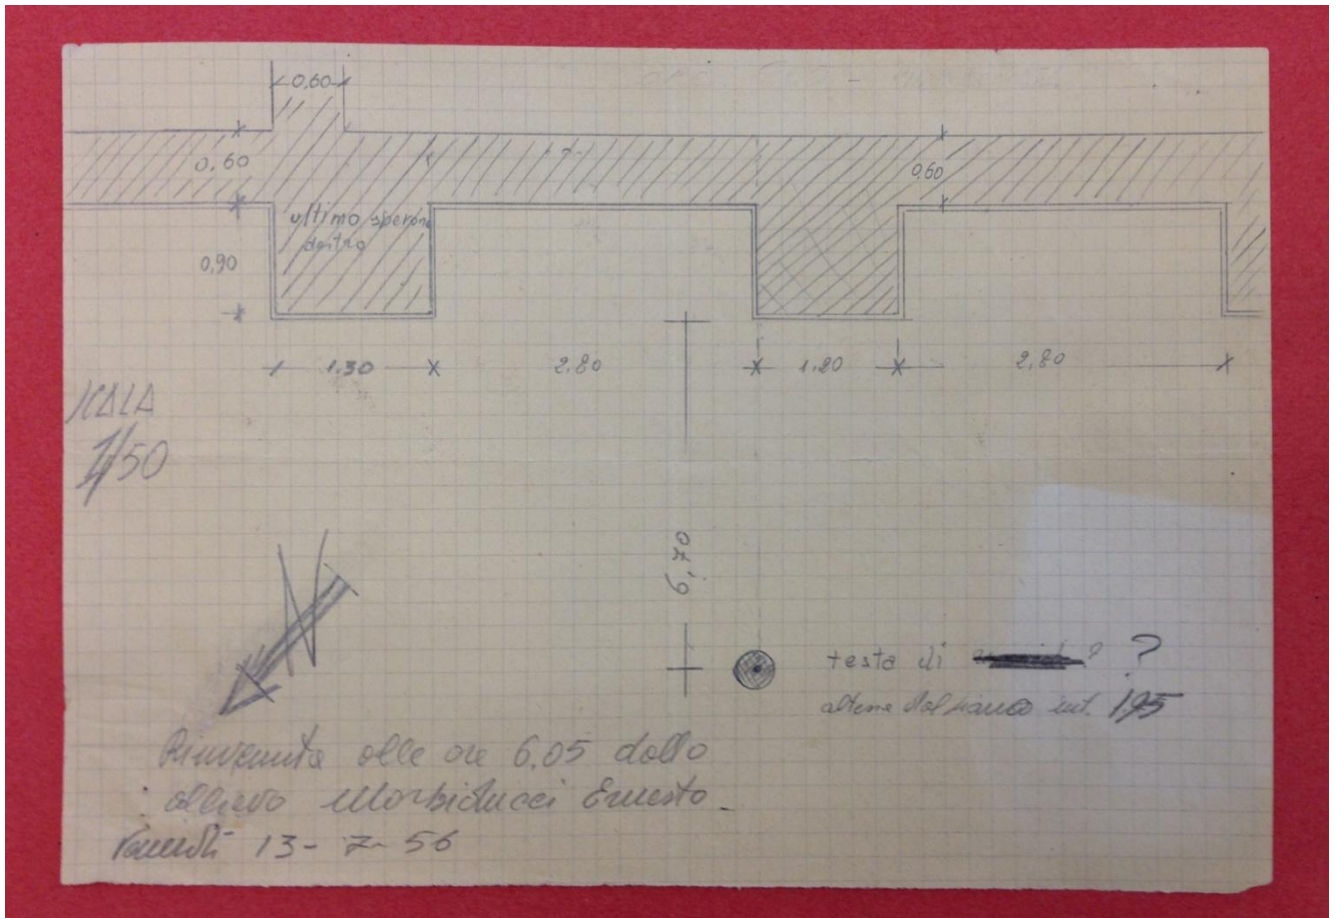 0,60
0,60
0,60
ultimo sperone
dentro
0,90
1.30
2.80
1.20
2,80
SCALA
1/50
6,70
N
testa di ? ?
altezza dal piano int. 1,95
Rinvenuta alle ore 6.05 dallo
allievo Morbiducci Ernesto
Venerdì 13-7-56